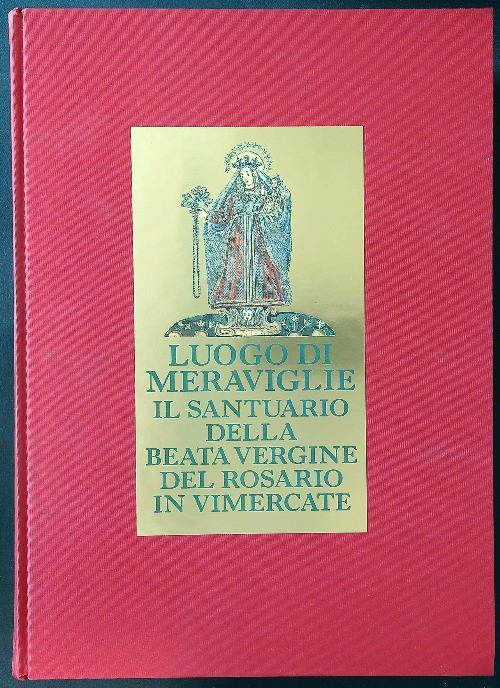 LUOGO DI
MERAVIGLIE
IL SANTUARIO
DELLA
BEATA VERGINE
DEL ROSARIO
IN VIMERCATE